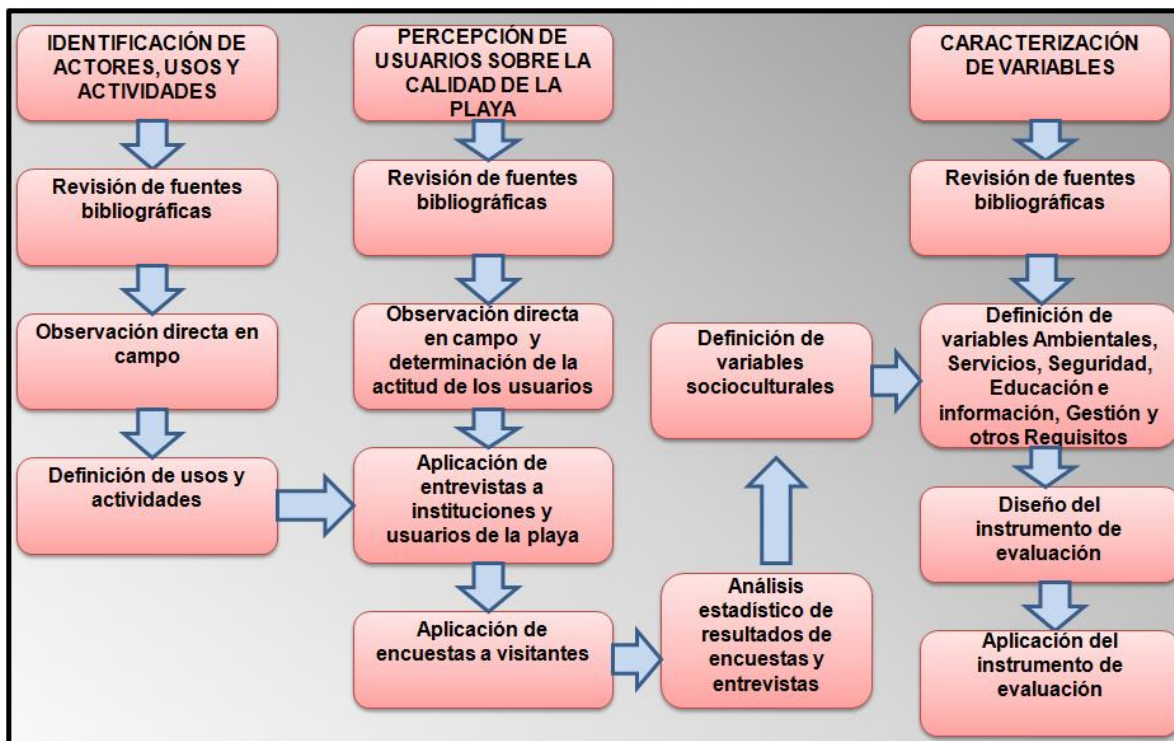 IDENTIFICACIÓN DE
ACTORES, USOS Y
ACTIVIDADES
Revisión de fuentes
bibliográficas
Observación directa en
campo
Definición de usos y
actividades
PERCEPCIÓN DE
USUARIOS SOBRE LA
CALIDAD DE LA
PLAYA
Revisión de fuentes
bibliográficas
Observación directa
en campo y
determinación de la
actitud de los usuarios
Aplicación de
entrevistas a
instituciones y
usuarios de la playa
Aplicación de
encuestas a visitantes
Análisis
estadístico de
resultados de
encuestas y
entrevistas
Definición de
variables
socioculturales
CARACTERIZACIÓN
DE VARIABLES
Revisión de fuentes
bibliográficas
Definición de
variables Ambientales,
Servicios, Seguridad,
Educación e
información, Gestión y
otros Requisitos
Diseño del
instrumento de
evaluación
Aplicación del
instrumento de
evaluación